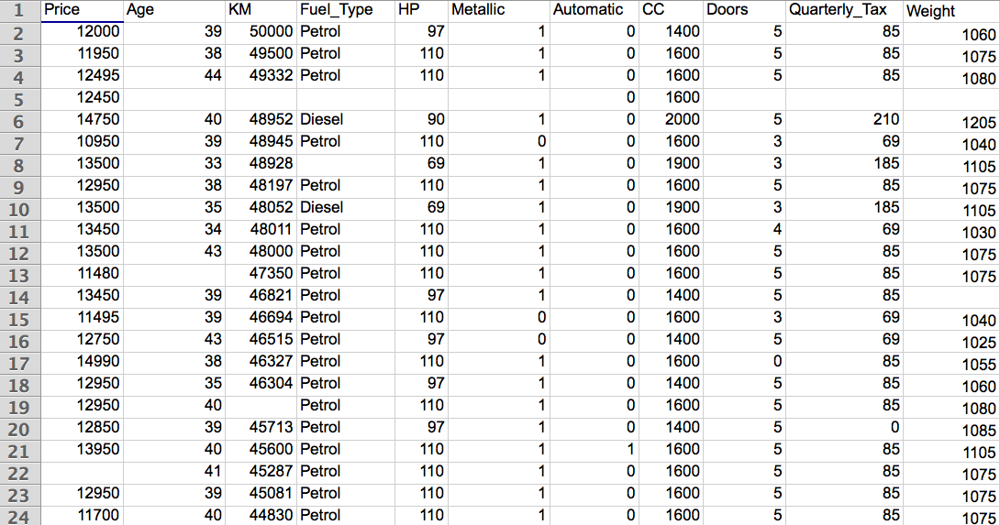 1 Price Age KM Fuel_Type HP Metallic Automatic CC Doors Quarterly_Tax Weight
2 12000 39 50000 Petrol 97 1 0 1400 5 85 1060
3 11950 38 49500 Petrol 110 1 0 1600 5 85 1075
4 12495 44 49332 Petrol 110 1 0 1600 5 85 1080
5 12450 0 1600
6 14750 40 48952 Diesel 90 1 0 2000 5 210 1205
7 10950 39 48945 Petrol 110 0 0 1600 3 69 1040
8 13500 33 48928 69 1 0 1900 3 185 1105
9 12950 38 48197 Petrol 110 1 0 1600 5 85 1075
10 13500 35 48052 Diesel 69 1 0 1900 3 185 1105
11 13450 34 48011 Petrol 110 1 0 1600 4 69 1030
12 13500 43 48000 Petrol 110 1 0 1600 5 85 1075
13 11480 47350 Petrol 110 1 0 1600 5 85 1075
14 13450 39 46821 Petrol 97 1 0 1400 5 85
15 11495 39 46694 Petrol 110 0 0 1600 3 69 1040
16 12750 43 46515 Petrol 97 0 0 1400 5 69 1025
17 14990 38 46327 Petrol 110 1 0 1600 0 85 1055
18 12950 35 46304 Petrol 97 1 0 1400 5 85 1060
19 12950 40 Petrol 110 1 0 1600 5 85 1080
20 12850 39 45713 Petrol 97 1 0 1400 5 0 1085
21 13950 40 45600 Petrol 110 1 1 1600 5 85 1105
22 41 45287 Petrol 110 1 0 1600 5 85 1075
23 12950 39 45081 Petrol 110 1 0 1600 5 85 1075
24 11700 40 44830 Petrol 110 1 0 1600 5 85 1075